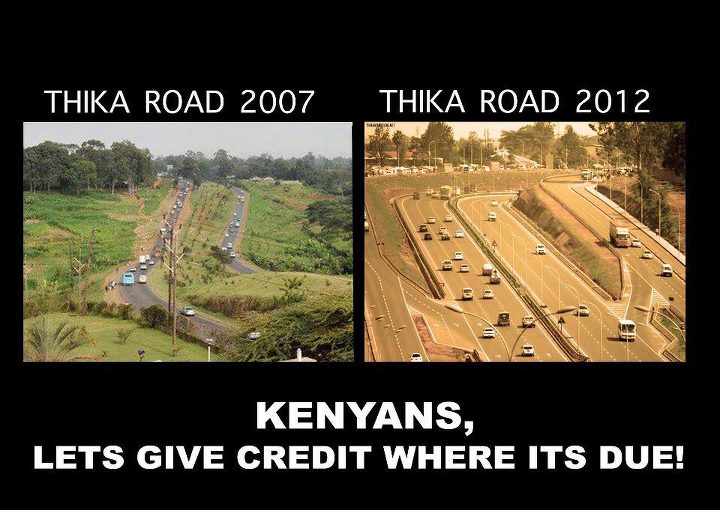 THIKA ROAD 2007
THIKA ROAD 2012
KENYANS,
LETS GIVE CREDIT WHERE ITS DUE!